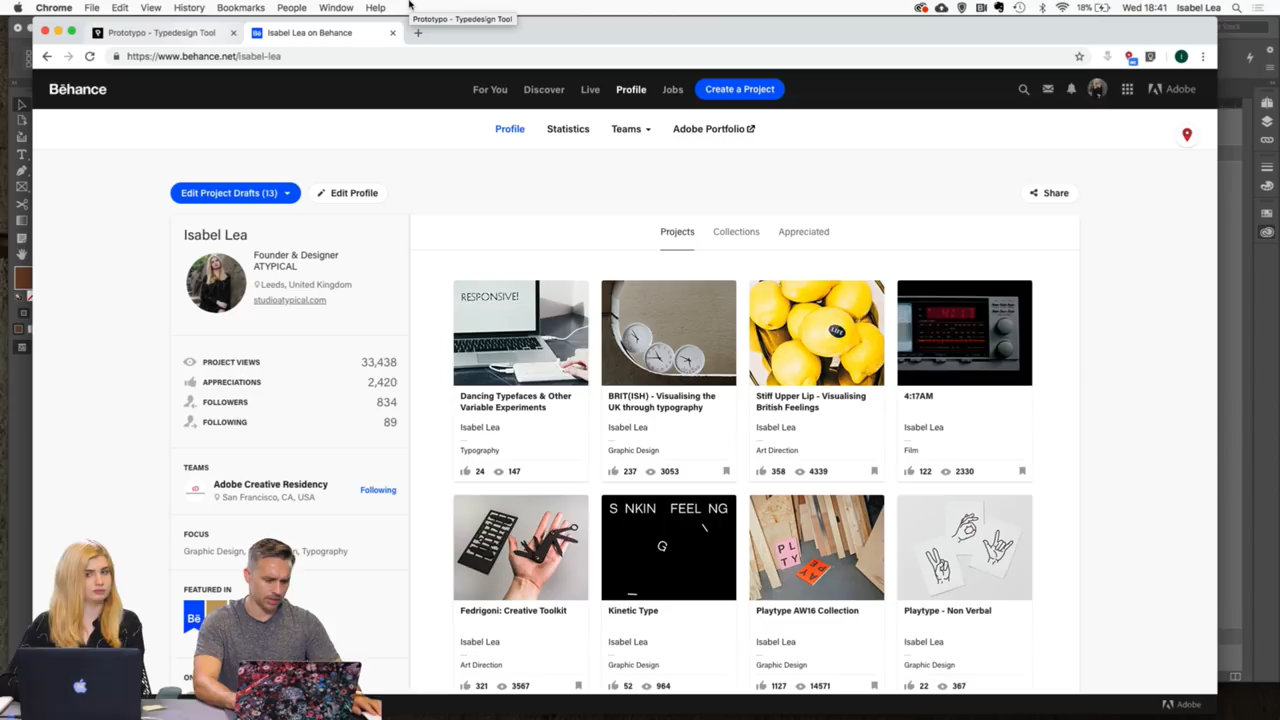 Chrome File Edit View History Bookmarks People Window Help 18% Wed 18:41 Isabel Lea
Prototypo - Typedesign Tool
Prototypo - Typedesign Tool × Isabel Lea on Behance × +
https://www.behance.net/isabel-lea
Bēhance For You Discover Live Profile Jobs Create a Project Adobe
Profile Statistics Teams Adobe Portfolio
Edit Project Drafts (13) Edit Profile Share
Isabel Lea
Founder & Designer
ATYPICAL
Leeds, United Kingdom
studioatypical.com
PROJECT VIEWS 33,438
APPRECIATIONS 2,420
FOLLOWERS 834
FOLLOWING 89
TEAMS
Adobe Creative Residency
San Francisco, CA, USA
Following
FOCUS
Graphic Design, Typography
FEATURED IN
Bē
ON
Projects Collections Appreciated
RESPONSIVE!
Dancing Typefaces & Other
Variable Experiments
Isabel Lea
Typography
24 147
BRIT(ISH) - Visualising the
UK through typography
Isabel Lea
Graphic Design
237 3053
LIFE
Stiff Upper Lip - Visualising
British Feelings
Isabel Lea
Art Direction
358 4339
4:17
4:17AM
Isabel Lea
Film
122 2330
Fedrigoni: Creative Toolkit
Isabel Lea
Art Direction
321 3567
S NKIN FEEL NG
G
Kinetic Type
Isabel Lea
Graphic Design
52 964
PL
TY
Playtype AW16 Collection
Isabel Lea
Graphic Design
1127 14571
Playtype - Non Verbal
Isabel Lea
Graphic Design
22 367
Adobe